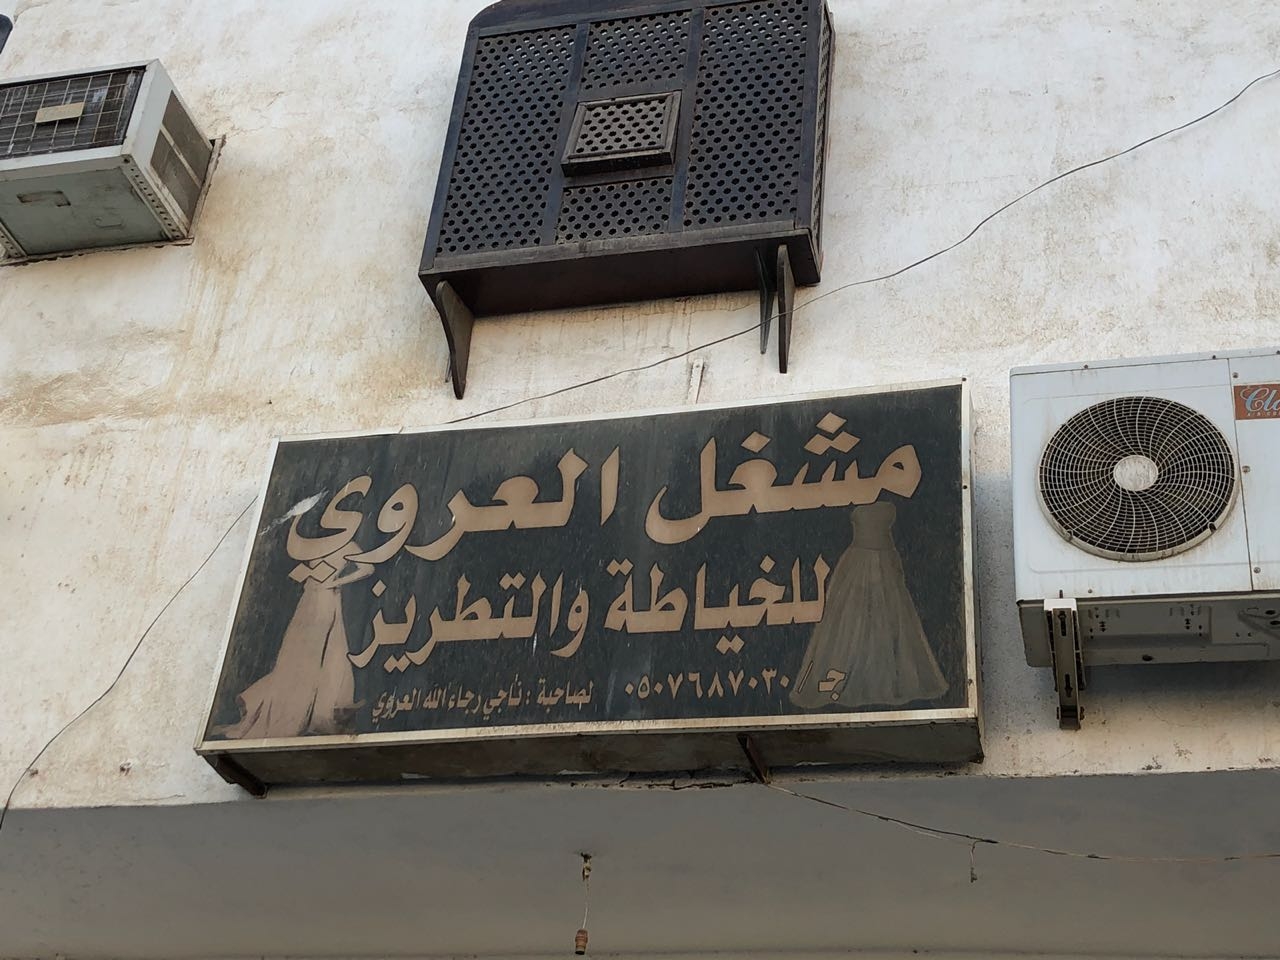 مشغل العروي
للخياطة والتطريز
ج/ ٠٥٠٧٦٨٧٠٣٠
لصاحبة : ناجي رجاء الله العروي